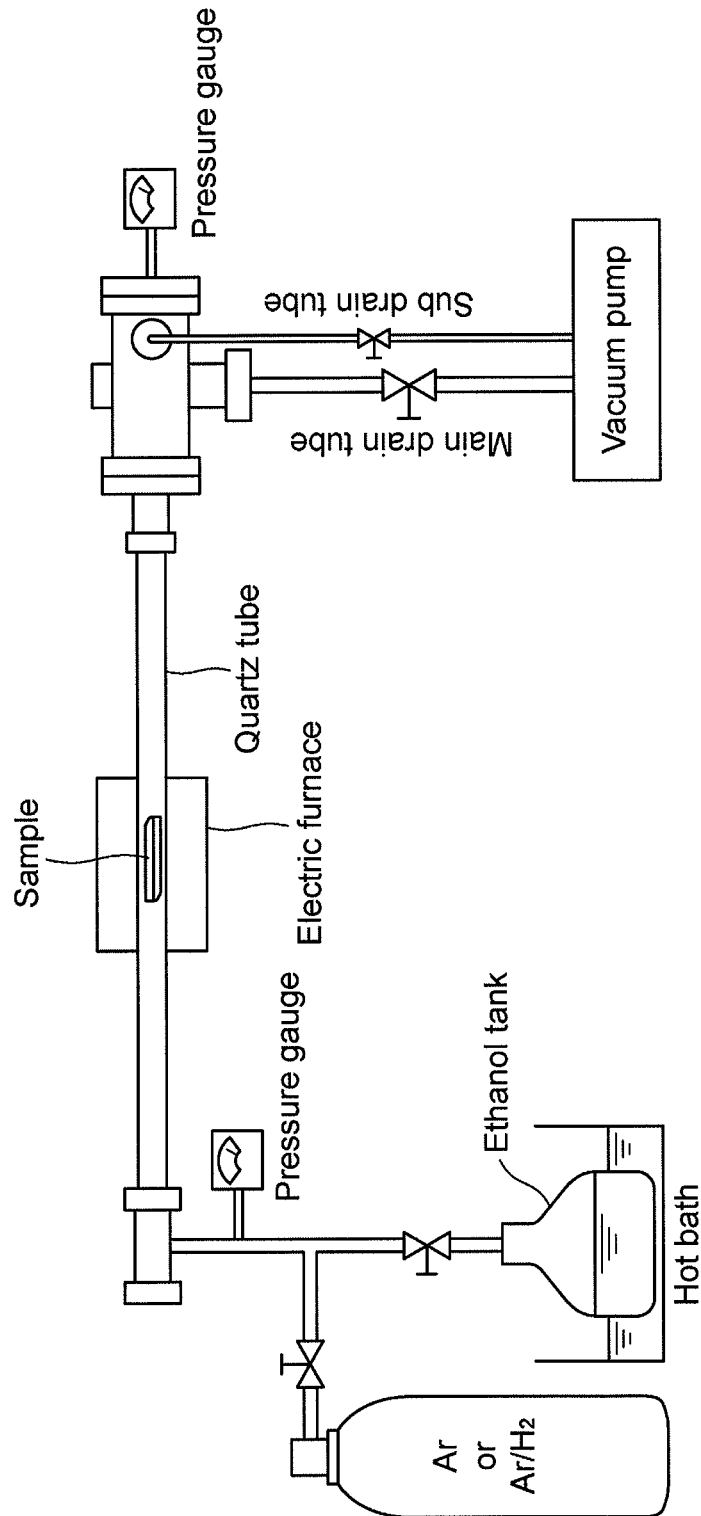 Sample
Pressure gauge
Quartz tube
Electric furnace
Pressure gauge
Main drain tube
Sub drain tube
Vacuum pump
Ethanol tank
Hot bath
Ar
or
Ar/H₂